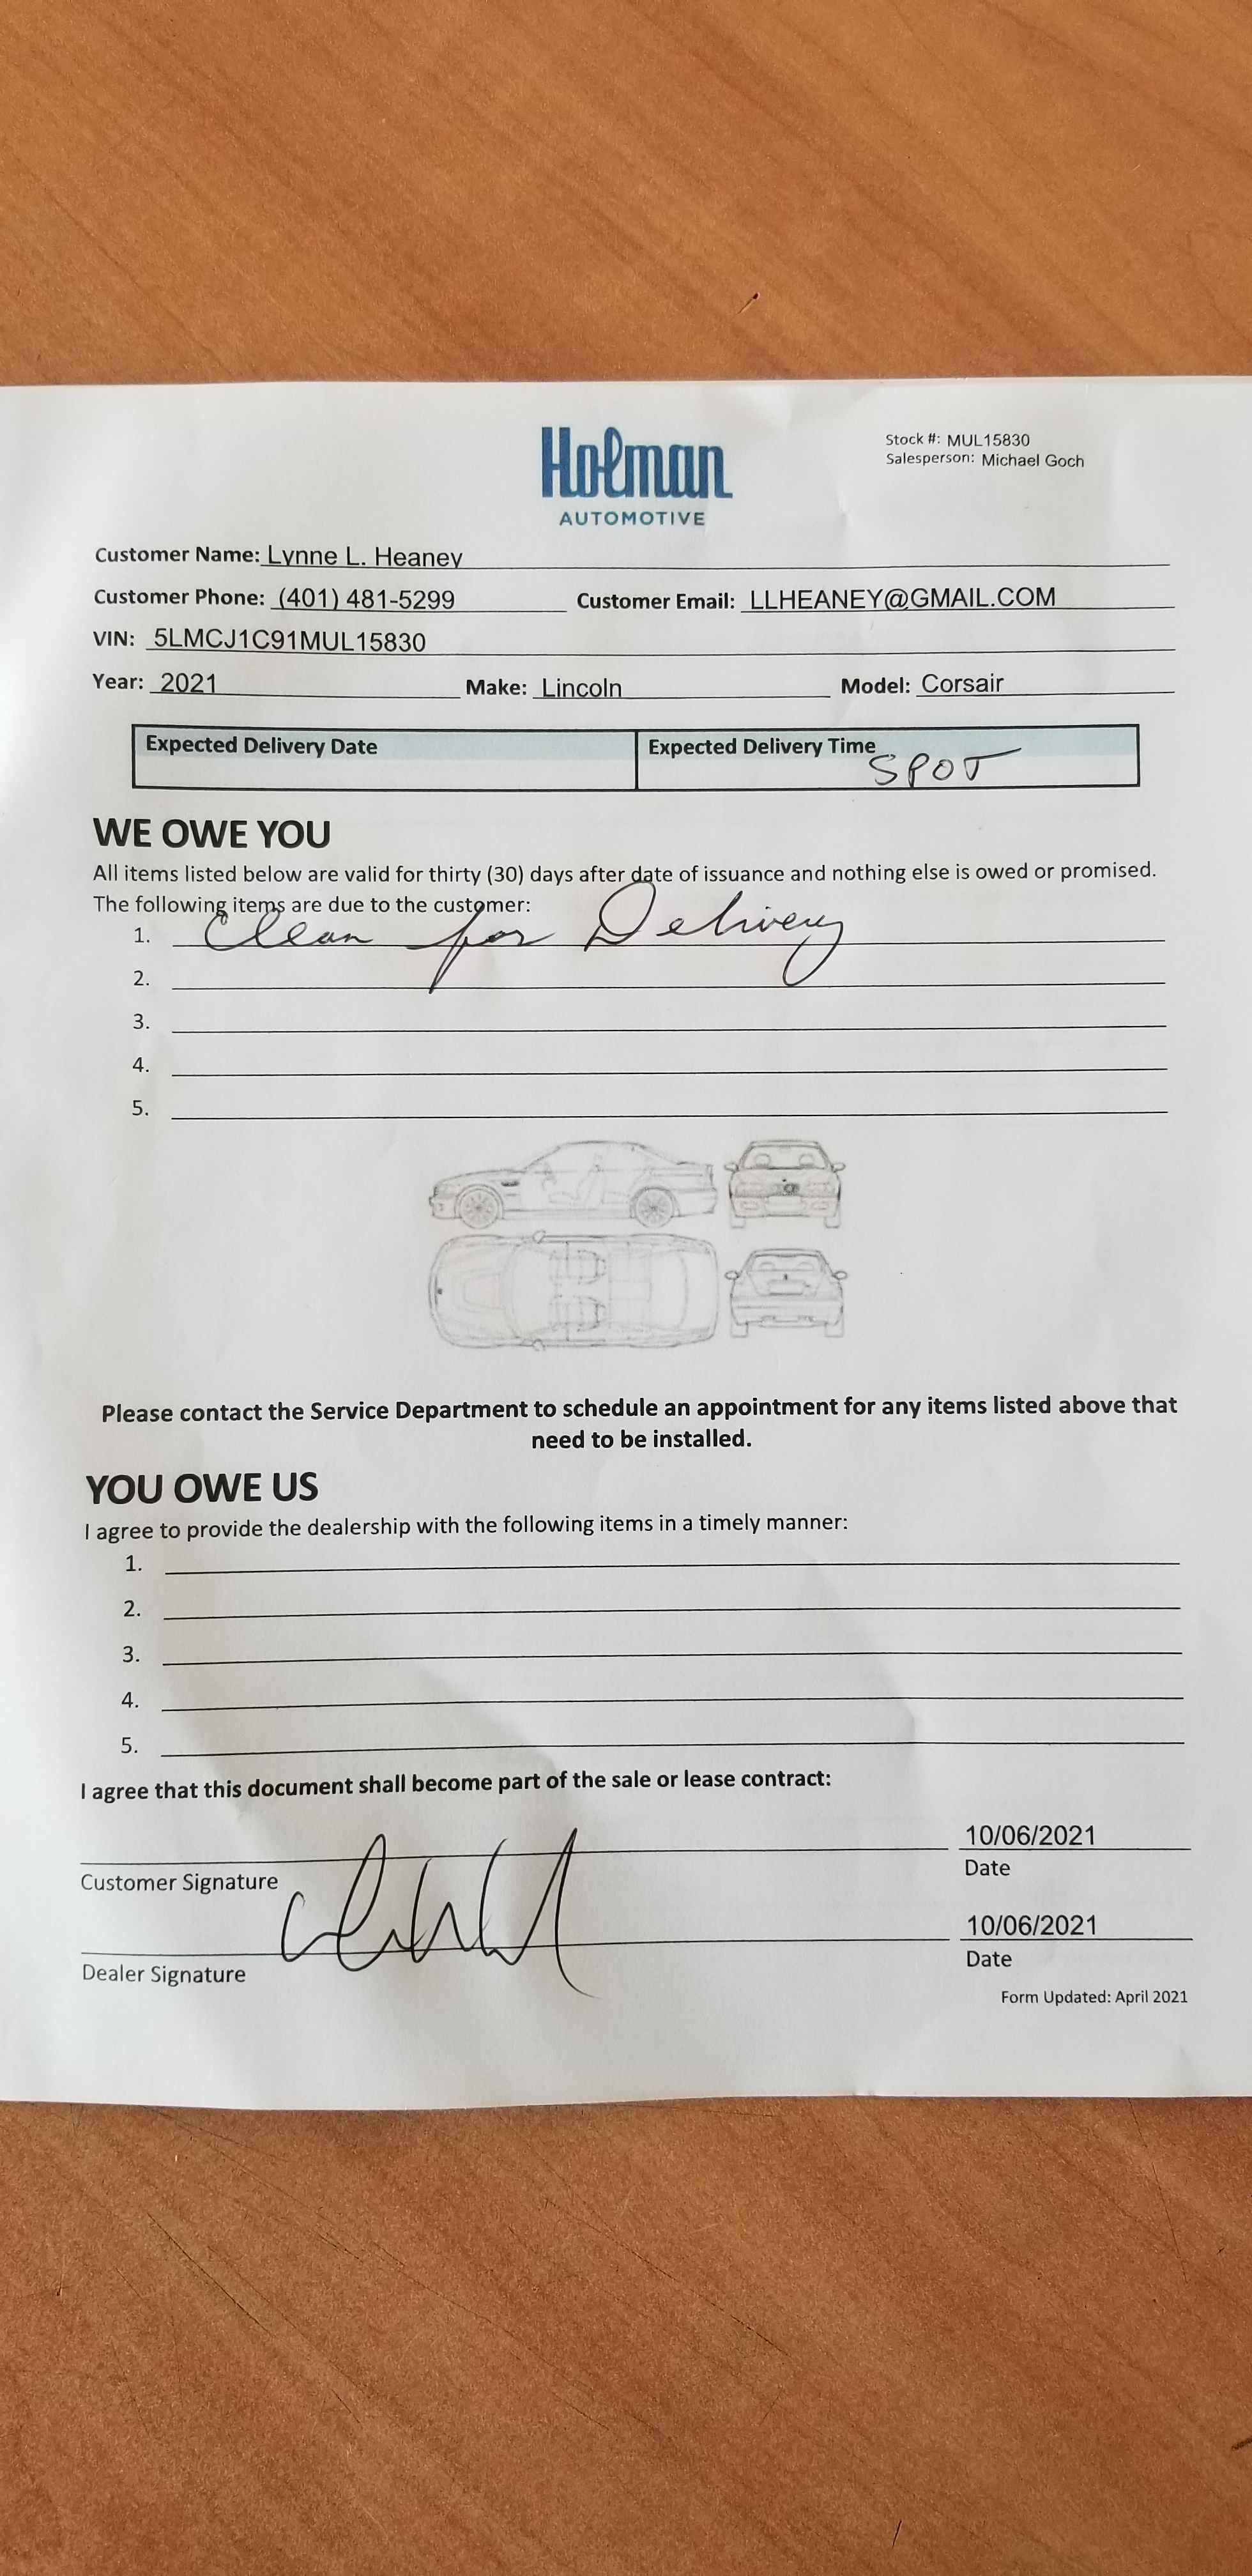 Holman
AUTOMOTIVE
Stock #: MUL15830
Salesperson: Michael Goch
Customer Name: Lynne L. Heaney
Customer Phone: (401) 481-5299 Customer Email: LLHEANEY@GMAIL.COM
VIN: 5LMCJ1C91MUL15830
Year: 2021 Make: Lincoln Model: Corsair
Expected Delivery Date Expected Delivery Time
SPOT
WE OWE YOU
All items listed below are valid for thirty (30) days after date of issuance and nothing else is owed or promised.
The following items are due to the customer:
1. Clean for Delivery
2.
3.
4.
5.
Please contact the Service Department to schedule an appointment for any items listed above that
need to be installed.
YOU OWE US
I agree to provide the dealership with the following items in a timely manner:
1.
2.
3.
4.
5.
I agree that this document shall become part of the sale or lease contract:
10/06/2021
Customer Signature Date
10/06/2021
Dealer Signature Date
Form Updated: April 2021